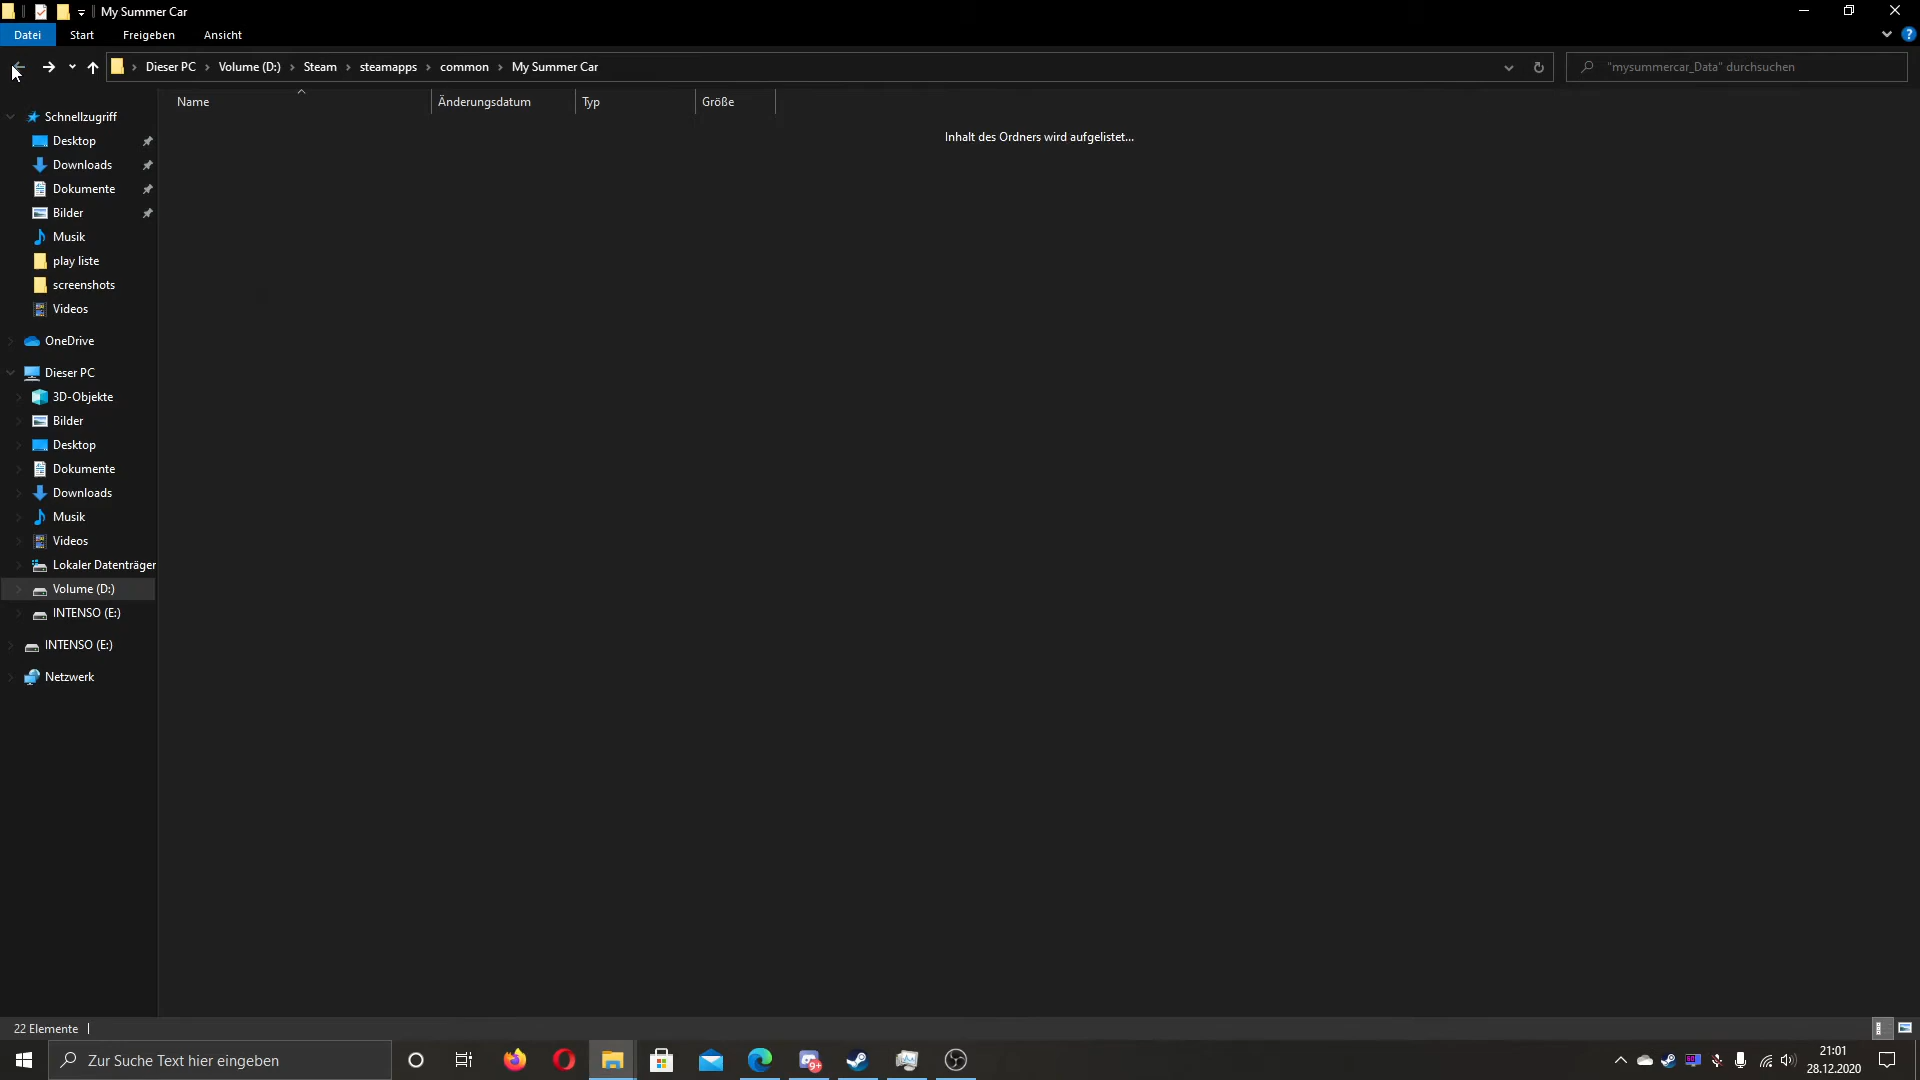 My Summer Car
Datei Start Freigeben Ansicht
Dieser PC Volume (D:) Steam steamapps common My Summer Car
"mysummercar_Data" durchsuchen
Name Änderungsdatum Typ Größe
Inhalt des Ordners wird aufgelistet...
Schnellzugriff
Desktop
Downloads
Dokumente
Bilder
Musik
play liste
screenshots
Videos
OneDrive
Dieser PC
3D-Objekte
Bilder
Desktop
Dokumente
Downloads
Musik
Videos
Lokaler Datenträger
Volume (D:)
INTENSO (E:)
INTENSO (E:)
Netzwerk
22 Elemente
Zur Suche Text hier eingeben
9+
60
21:01
28.12.2020